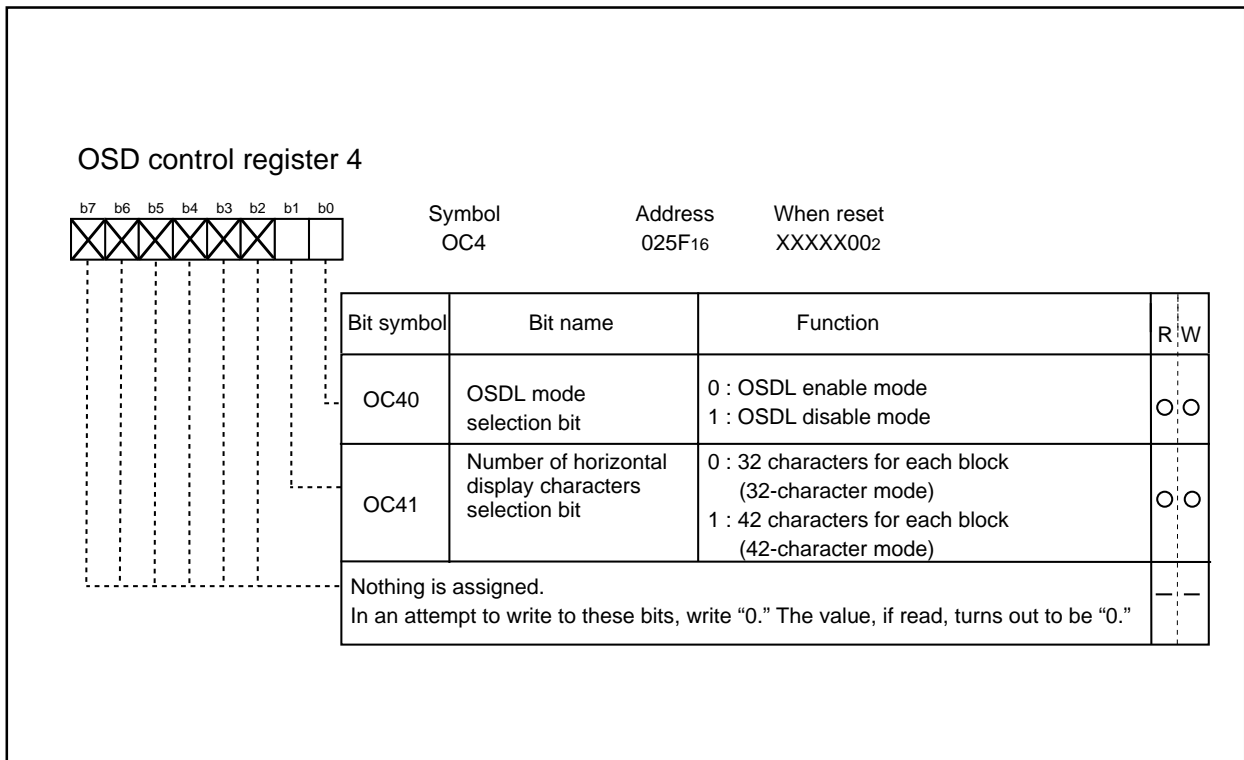 OSD control register 4
b7 b6 b5 b4 b3 b2 b1 b0
Symbol Address When reset
OC4 025F16 XXXXX002
Bit symbol Bit name Function R W
OC40 OSDL mode selection bit 0 : OSDL enable mode
1 : OSDL disable mode
OC41 Number of horizontal display characters selection bit 0 : 32 characters for each block
(32-character mode)
1 : 42 characters for each block
(42-character mode)
Nothing is assigned.
In an attempt to write to these bits, write “0.” The value, if read, turns out to be “0.”